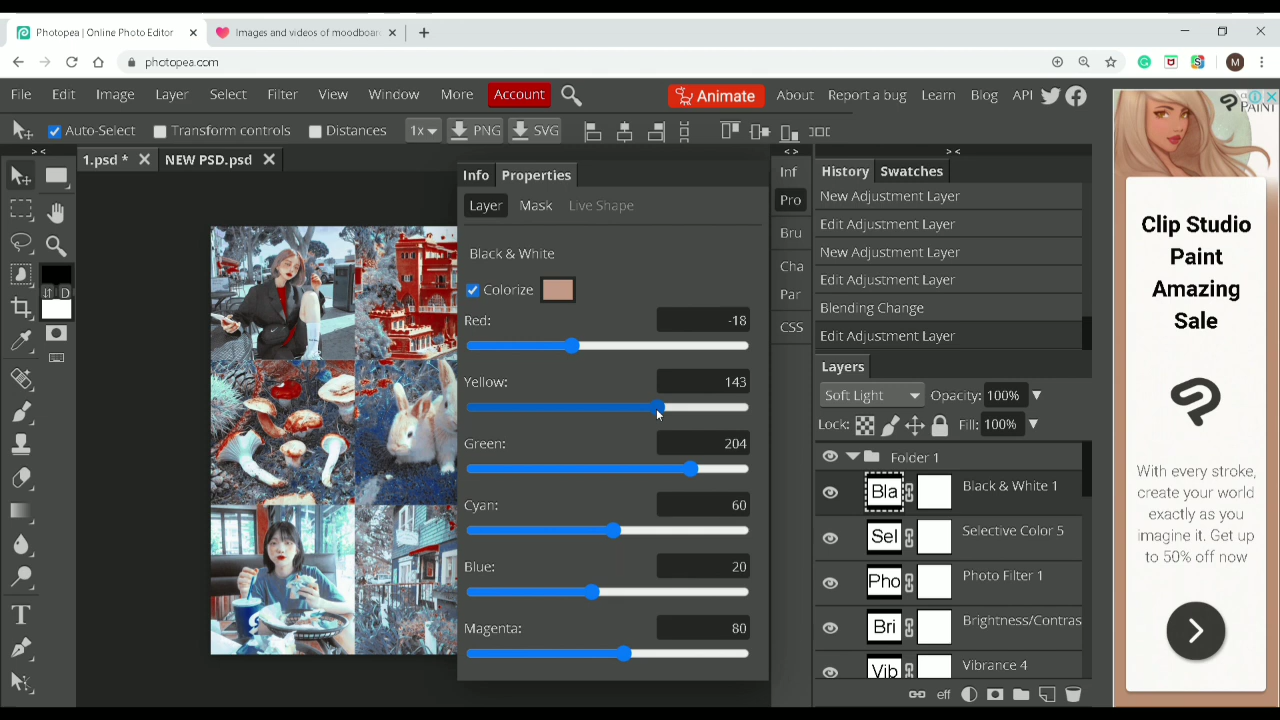 Photopea | Online Photo Editor
Images and videos of moodboar
photopea.com
M
File Edit Image Layer Select Filter View Window More Account
Animate About Report a bug Learn Blog API
Auto-Select Transform controls Distances 1x PNG SVG
1.psd * NEW PSD.psd
Info Properties
Layer Mask Live Shape
Black & White
Colorize
Red: -18
Yellow: 143
Green: 204
Cyan: 60
Blue: 20
Magenta: 80
D
T
Inf
Pro
Bru
Cha
Par
CSS
History Swatches
New Adjustment Layer
Edit Adjustment Layer
New Adjustment Layer
Edit Adjustment Layer
Blending Change
Edit Adjustment Layer
Layers
Soft Light Opacity: 100%
Lock: Fill: 100%
Folder 1
Bla Black & White 1
Sel Selective Color 5
Pho Photo Filter 1
Bri Brightness/Contras
Vib Vibrance 4
eff
PAINT
Clip Studio
Paint
Amazing
Sale
With every stroke,
create your world
exactly as you
imagine it. Get up
to 50% off now